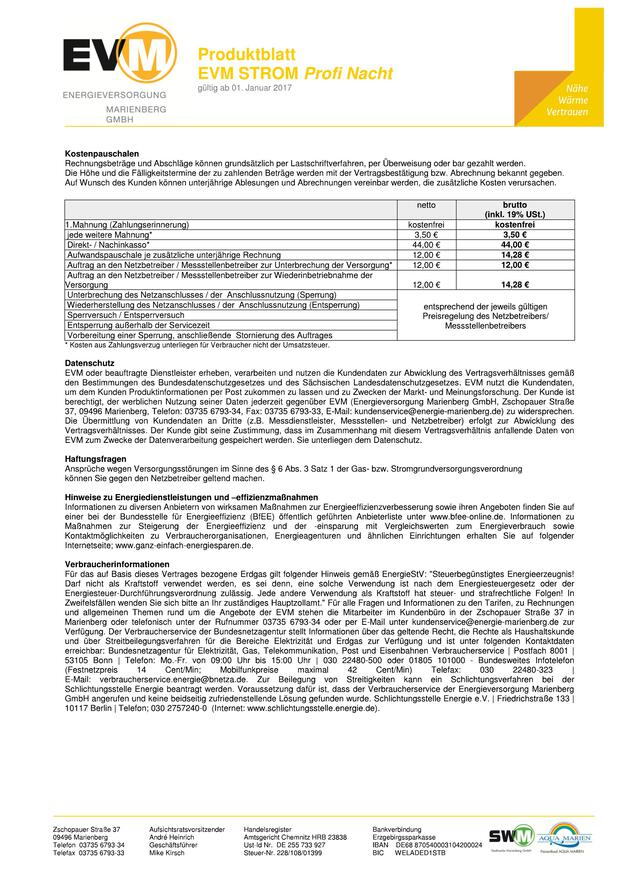 EVM
ENERGIEVERSORGUNG
MARIENBERG
GMBH
Produktblatt
EVM STROM Profi Nacht
gültig ab 01. Januar 2017
Nähe
Wärme
Vertrauen
Kostenpauschalen
Rechnungsbeträge und Abschläge können grundsätzlich per Lastschriftverfahren, per Überweisung oder bar gezahlt werden.
Die Höhe und die Fälligkeitstermine der zu zahlenden Beträge werden mit der Vertragsbestätigung bzw. Abrechnung bekannt gegeben.
Auf Wunsch des Kunden können unterjährige Ablesungen und Abrechnungen vereinbar werden, die zusätzliche Kosten verursachen.
netto brutto
(inkl. 19% USt.)
1.Mahnung (Zahlungserinnerung) kostenfrei kostenfrei
jede weitere Mahnung* 3,50 € 3,50 €
Direkt- / Nachinkasso* 44,00 € 44,00 €
Aufwandspauschale je zusätzliche unterjährige Rechnung 12,00 € 14,28 €
Auftrag an den Netzbetreiber / Messstellenbetreiber zur Unterbrechung der Versorgung* 12,00 € 12,00 €
Auftrag an den Netzbetreiber / Messstellenbetreiber zur Wiederinbetriebnahme der
Versorgung 12,00 € 14,28 €
Unterbrechung des Netzanschlusses / der Anschlussnutzung (Sperrung)
Wiederherstellung des Netzanschlusses / der Anschlussnutzung (Entsperrung)
Sperrversuch / Entsperrversuch
Entsperrung außerhalb der Servicezeit
Vorbereitung einer Sperrung, anschließende Stornierung des Auftrages
entsprechend der jeweils gültigen
Preisregelung des Netzbetreibers/
Messstellenbetreibers
* Kosten aus Zahlungsverzug unterliegen für Verbraucher nicht der Umsatzsteuer.
Datenschutz
EVM oder beauftragte Dienstleister erheben, verarbeiten und nutzen die Kundendaten zur Abwicklung des Vertragsverhältnisses gemäß
den Bestimmungen des Bundesdatenschutzgesetzes und des Sächsischen Landesdatenschutzgesetzes. EVM nutzt die Kundendaten,
um dem Kunden Produktinformationen per Post zukommen zu lassen und zu Zwecken der Markt- und Meinungsforschung. Der Kunde ist
berechtigt, der werblichen Nutzung seiner Daten jederzeit gegenüber EVM (Energieversorgung Marienberg GmbH, Zschopauer Straße
37, 09496 Marienberg, Telefon: 03735 6793-34, Fax: 03735 6793-33, E-Mail: kundenservice@energie-marienberg.de) zu widersprechen.
Die Übermittlung von Kundendaten an Dritte (z.B. Messdienstleister, Messstellen- und Netzbetreiber) erfolgt zur Abwicklung des
Vertragsverhältnisses. Der Kunde gibt seine Zustimmung, dass im Zusammenhang mit diesem Vertragsverhältnis anfallende Daten von
EVM zum Zwecke der Datenverarbeitung gespeichert werden. Sie unterliegen dem Datenschutz.
Haftungsfragen
Ansprüche wegen Versorgungsstörungen im Sinne des § 6 Abs. 3 Satz 1 der Gas- bzw. Stromgrundversorgungsverordnung
können Sie gegen den Netzbetreiber geltend machen.
Hinweise zu Energiedienstleistungen und –effizienzmaßnahmen
Informationen zu diversen Anbietern von wirksamen Maßnahmen zur Energieeffizienzverbesserung sowie ihren Angeboten finden Sie auf
einer bei der Bundesstelle für Energieeffizienz (BfEE) öffentlich geführten Anbieterliste unter www.bfee-online.de. Informationen zu
Maßnahmen zur Steigerung der Energieeffizienz und der -einsparung mit Vergleichswerten zum Energieverbrauch sowie
Kontaktmöglichkeiten zu Verbraucherorganisationen, Energieagenturen und ähnlichen Einrichtungen erhalten Sie auf folgender
Internetseite; www.ganz-einfach-energiesparen.de.
Verbraucherinformationen
Für das auf Basis dieses Vertrages bezogene Erdgas gilt folgender Hinweis gemäß EnergieStV: "Steuerbegünstigtes Energieerzeugnis!
Darf nicht als Kraftstoff verwendet werden, es sei denn, eine solche Verwendung ist nach dem Energiesteuergesetz oder der
Energiesteuer-Durchführungsverordnung zulässig. Jede andere Verwendung als Kraftstoff hat steuer- und strafrechtliche Folgen! In
Zweifelsfällen wenden Sie sich bitte an Ihr zuständiges Hauptzollamt." Für alle Fragen und Informationen zu den Tarifen, zu Rechnungen
und allgemeinen Themen rund um die Angebote der EVM stehen die Mitarbeiter im Kundenbüro in der Zschopauer Straße 37 in
Marienberg oder telefonisch unter der Rufnummer 03735 6793-34 oder per E-Mail unter kundenservice@energie-marienberg.de zur
Verfügung. Der Verbraucherservice der Bundesnetzagentur stellt Informationen über das geltende Recht, die Rechte als Haushaltskunde
und über Streitbeilegungsverfahren für die Bereiche Elektrizität und Erdgas zur Verfügung und ist unter folgenden Kontaktdaten
erreichbar: Bundesnetzagentur für Elektrizität, Gas, Telekommunikation, Post und Eisenbahnen Verbraucherservice | Postfach 8001 |
53105 Bonn | Telefon: Mo.-Fr. von 09:00 Uhr bis 15:00 Uhr | 030 22480-500 oder 01805 101000 - Bundesweites Infotelefon
(Festnetzpreis 14 Cent/Min; Mobilfunkpreise maximal 42 Cent/Min) Telefax: 030 22480-323 |
E-Mail: verbraucherservice.energie@bnetza.de. Zur Beilegung von Streitigkeiten kann ein Schlichtungsverfahren bei der
Schlichtungsstelle Energie beantragt werden. Voraussetzung dafür ist, dass der Verbraucherservice der Energieversorgung Marienberg
GmbH angerufen und keine beidseitig zufriedenstellende Lösung gefunden wurde. Schlichtungsstelle Energie e.V. | Friedrichstraße 133 |
10117 Berlin | Telefon; 030 2757240-0 (Internet: www.schlichtungsstelle.energie.de).
Zschopauer Straße 37
09496 Marienberg
Telefon 03735 6793-34
Telefax 03735 6793-33
Aufsichtsratsvorsitzender
André Heinrich
Geschäftsführer
Mike Kirsch
Handelsregister
Amtsgericht Chemnitz HRB 23838
Ust-Id Nr. DE 255 733 927
Steuer-Nr. 228/108/01399
Bankverbindung
Erzgebirgssparkasse
IBAN DE68 870540003104200024
BIC WELADED1STB
SWM
Stadtwerke Marienberg GmbH
AQUA MARIEN
Freizeitbad AQUA MARIEN